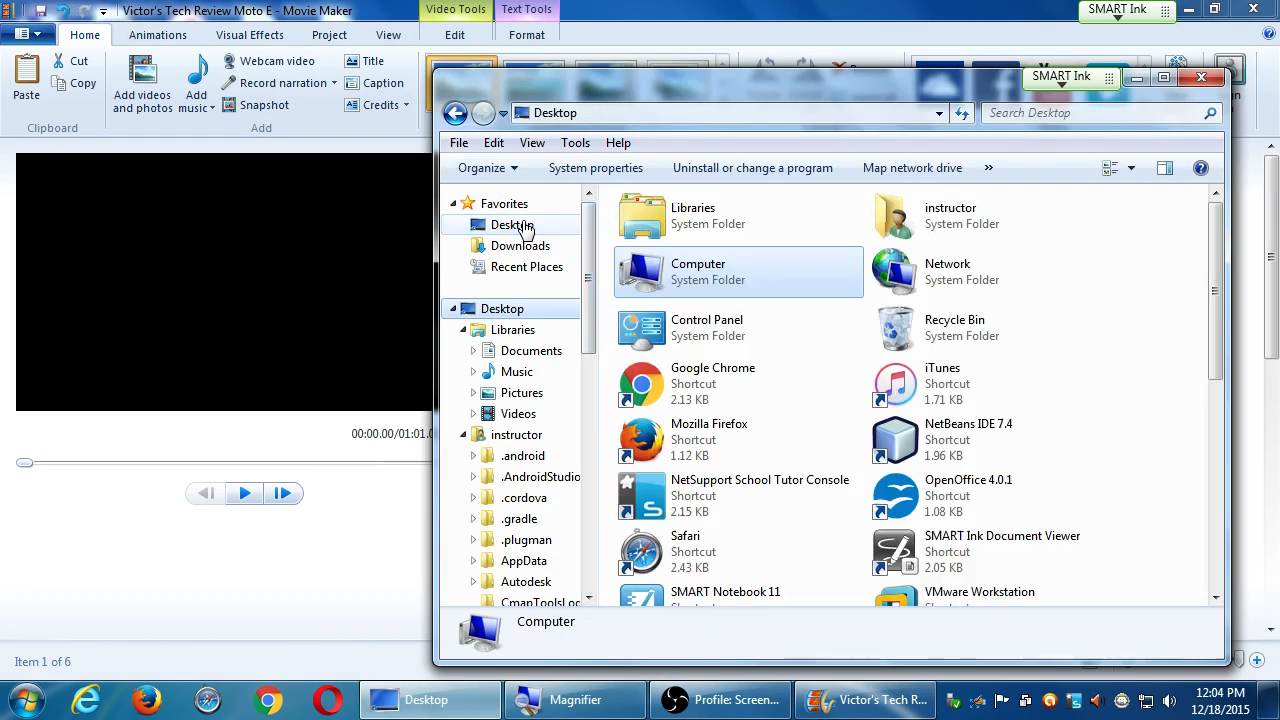 Victor's Tech Review Moto E - Movie Maker
Video Tools
Text Tools
SMART Ink
Home
Animations
Visual Effects
Project
View
Edit
Format
Paste
Cut
Copy
Clipboard
Add videos
and photos
Add
music
Webcam video
Record narration
Snapshot
Title
Caption
Credits
Add
SMART Ink
Desktop
Search Desktop
File
Edit
View
Tools
Help
Organize
System properties
Uninstall or change a program
Map network drive
»
Favorites
Desktop
Downloads
Recent Places
Desktop
Libraries
Documents
Music
Pictures
Videos
instructor
.android
.AndroidStudio
.cordova
.gradle
.plugman
AppData
Autodesk
CmapToolsLo
Libraries
System Folder
instructor
System Folder
Computer
System Folder
Network
System Folder
Control Panel
System Folder
Recycle Bin
System Folder
Google Chrome
Shortcut
2.13 KB
iTunes
Shortcut
1.71 KB
Mozilla Firefox
Shortcut
1.12 KB
NetBeans IDE 7.4
Shortcut
1.96 KB
NetSupport School Tutor Console
Shortcut
2.15 KB
OpenOffice 4.0.1
Shortcut
1.08 KB
Safari
Shortcut
2.43 KB
SMART Ink Document Viewer
Shortcut
2.05 KB
SMART Notebook 11
VMware Workstation
Computer
00:00.00/01:01.0
Item 1 of 6
Desktop
Magnifier
Profile: Screen...
Victor's Tech R...
12:04 PM
12/18/2015